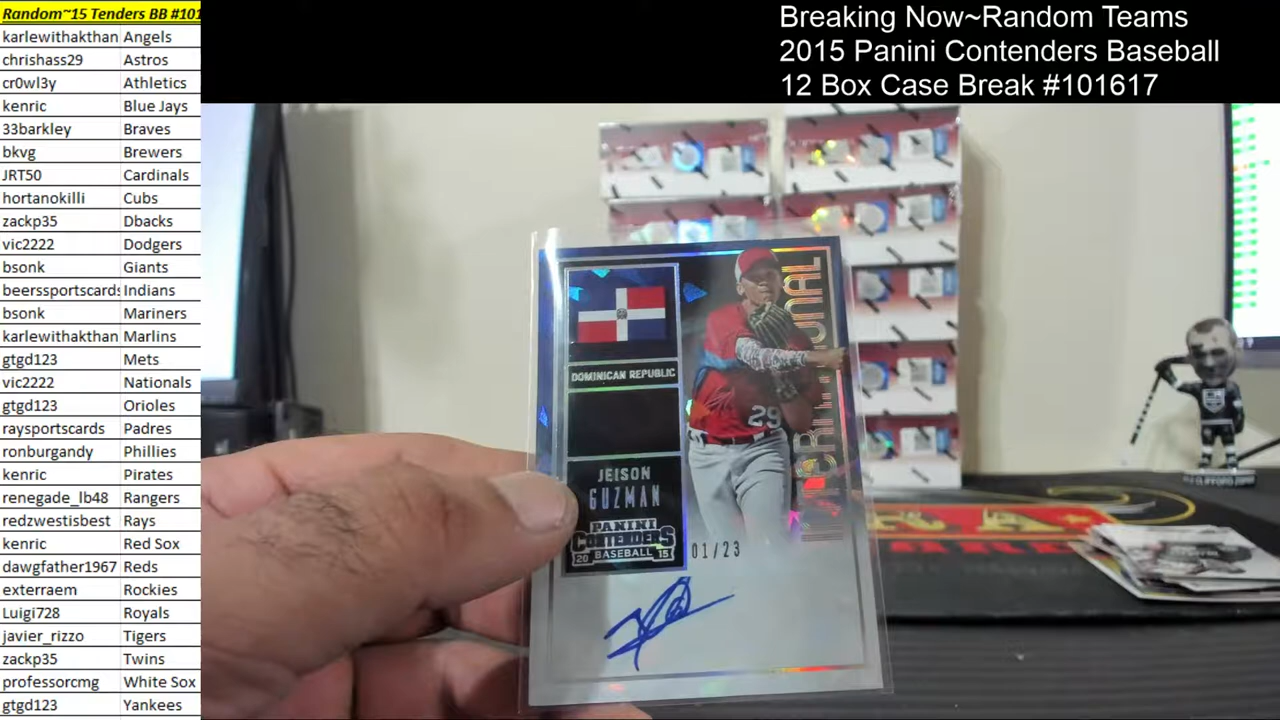 Random~15 Tenders BB #101
karlewithakthan Angels
chrishass29 Astros
cr0wl3y Athletics
kenric Blue Jays
33barkley Braves
bkvg Brewers
JRT50 Cardinals
hortanokilli Cubs
zackp35 Dbacks
vic2222 Dodgers
bsonk Giants
beerssportscards Indians
bsonk Mariners
karlewithakthan Marlins
gtgd123 Mets
vic2222 Nationals
gtgd123 Orioles
raysportscards Padres
ronburgandy Phillies
kenric Pirates
renegade_lb48 Rangers
redzwestisbest Rays
kenric Red Sox
dawgfather1967 Reds
exterraem Rockies
Luigi728 Royals
javier_rizzo Tigers
zackp35 Twins
professorcmg White Sox
gtgd123 Yankees
Breaking Now~Random Teams
2015 Panini Contenders Baseball
12 Box Case Break #101617
DOMINICAN REPUBLIC
JEISON
GUZMAN
PANINI
CONTENDERS
20 BASEBALL 15
01/23
29